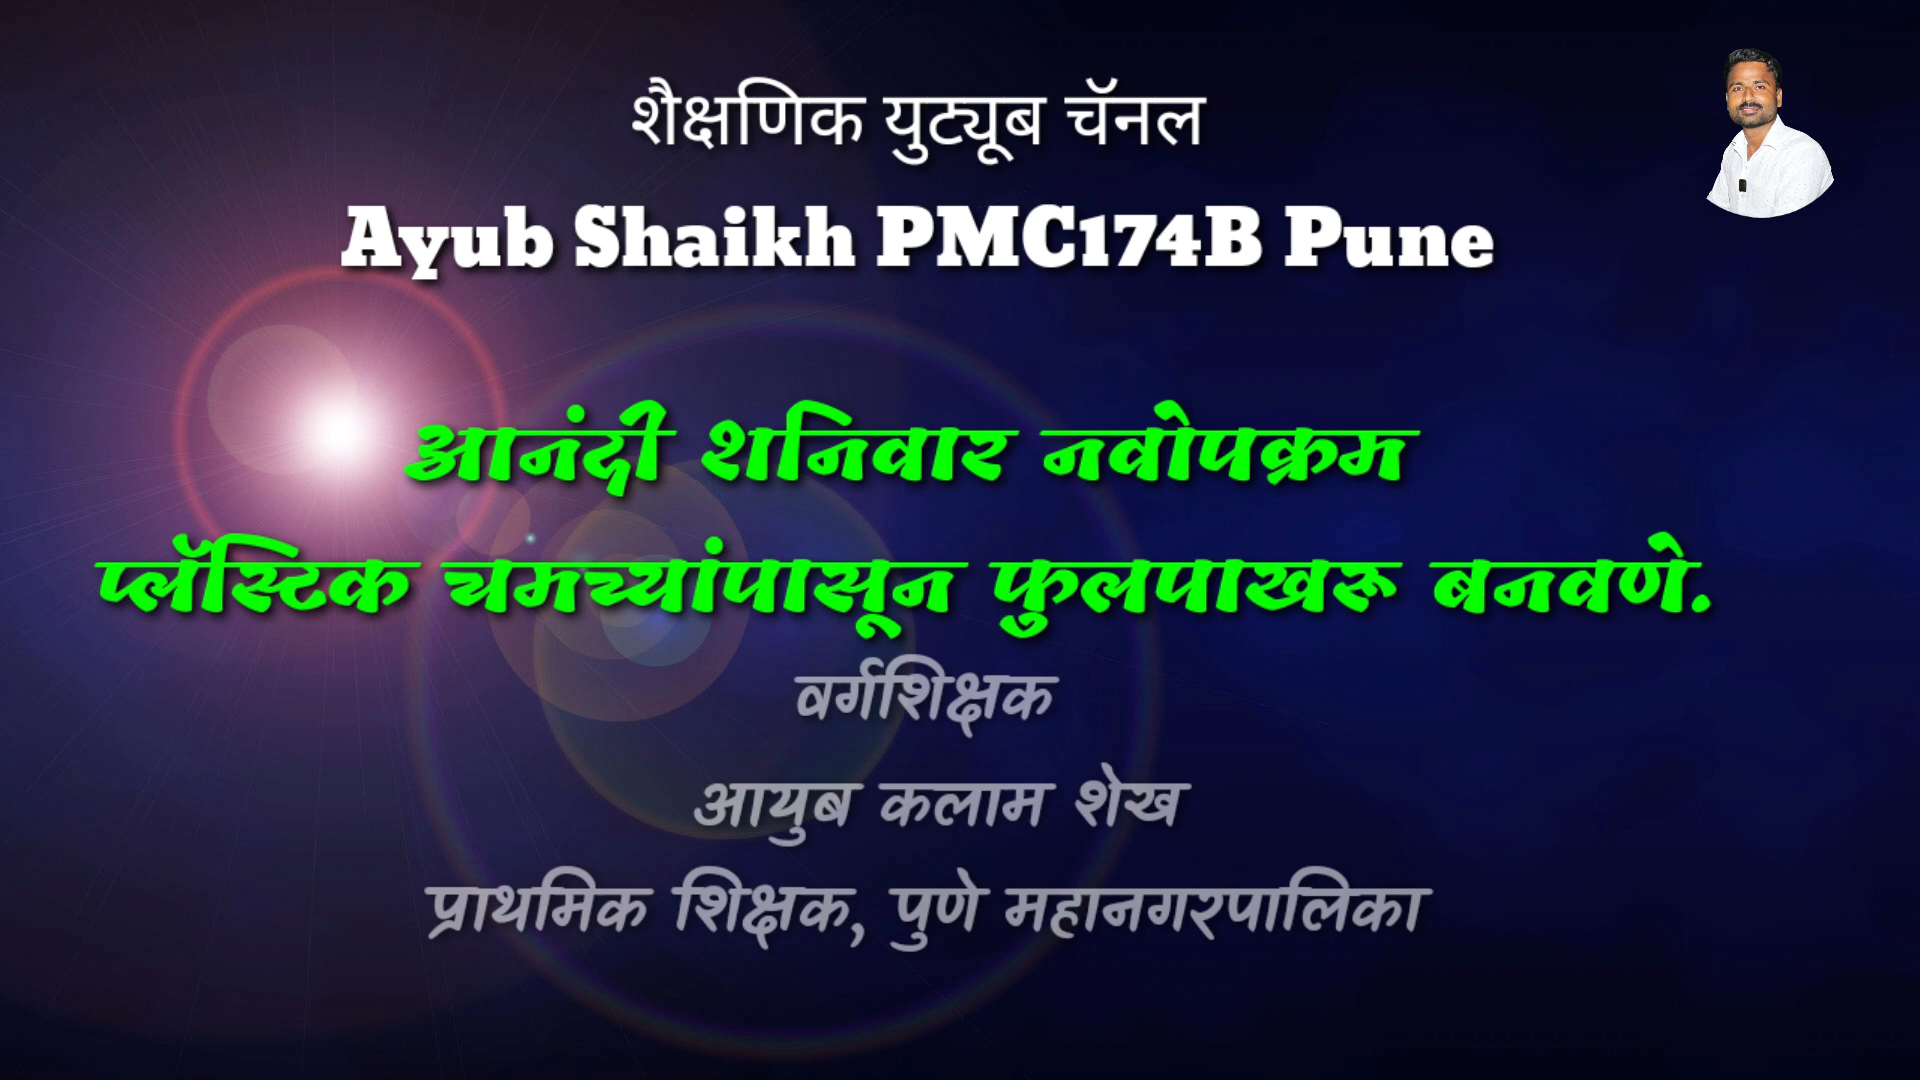 शैक्षणिक युट्यूब चॅनल
Ayub Shaikh PMC174B Pune
आनंदी शनिवार नवोपक्रम
प्लॅस्टिक चमच्यांपासून फुलपाखरू बनवणे.
वर्गशिक्षक
आयुब कलाम शेख
प्राथमिक शिक्षक, पुणे महानगरपालिका